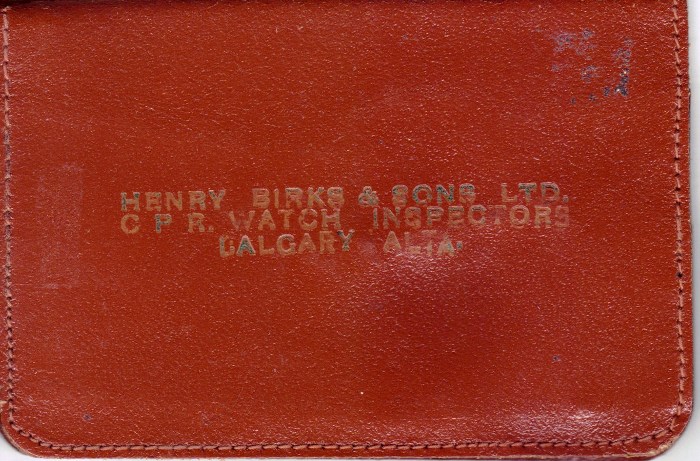 HENRY BIRKS & SONS LTD.
C P R. WATCH INSPECTORS
CALGARY ALTA.